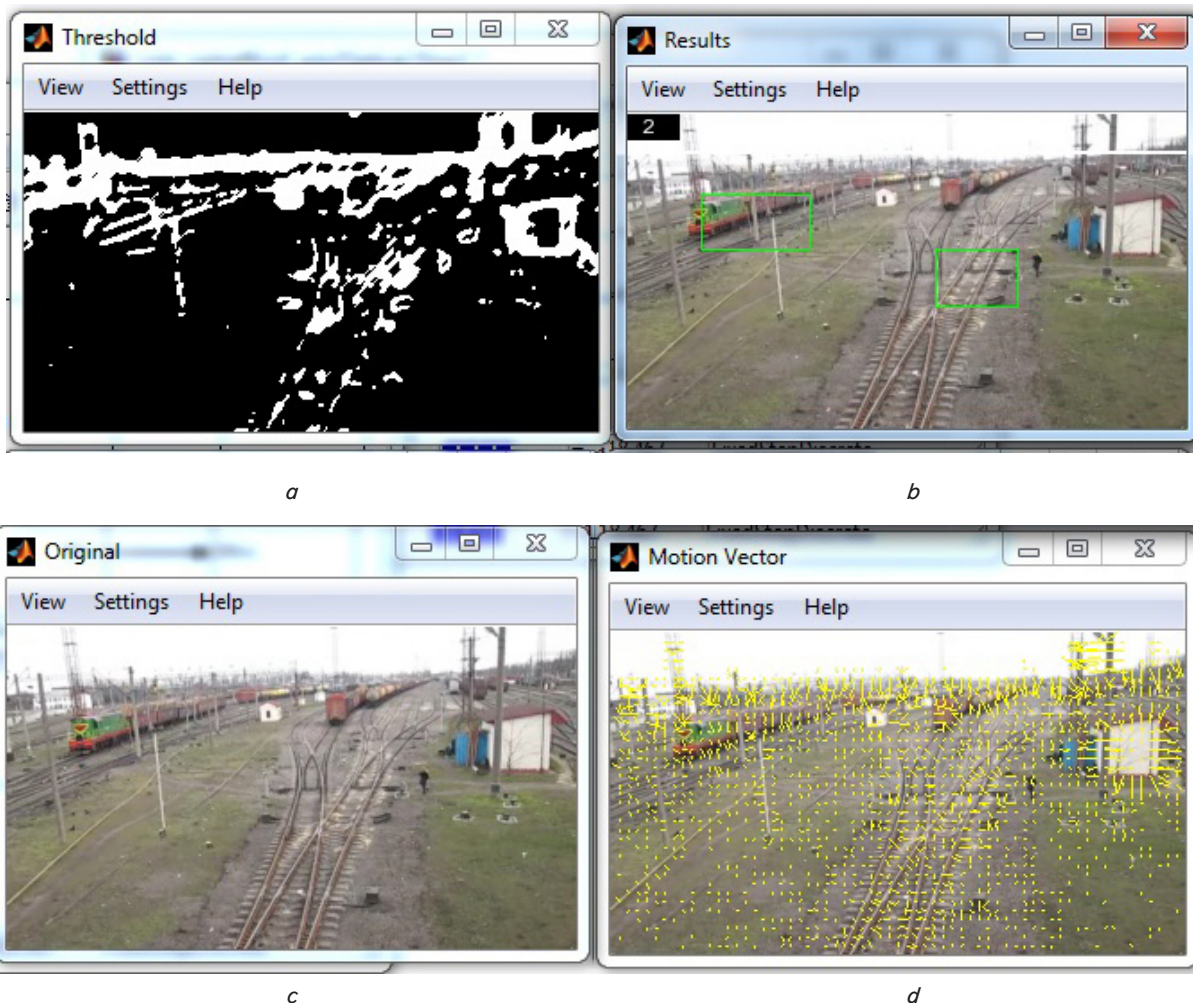 Threshold
View Settings Help
Results
View Settings Help
2
a
b
Original
View Settings Help
Motion Vector
View Settings Help
c
d